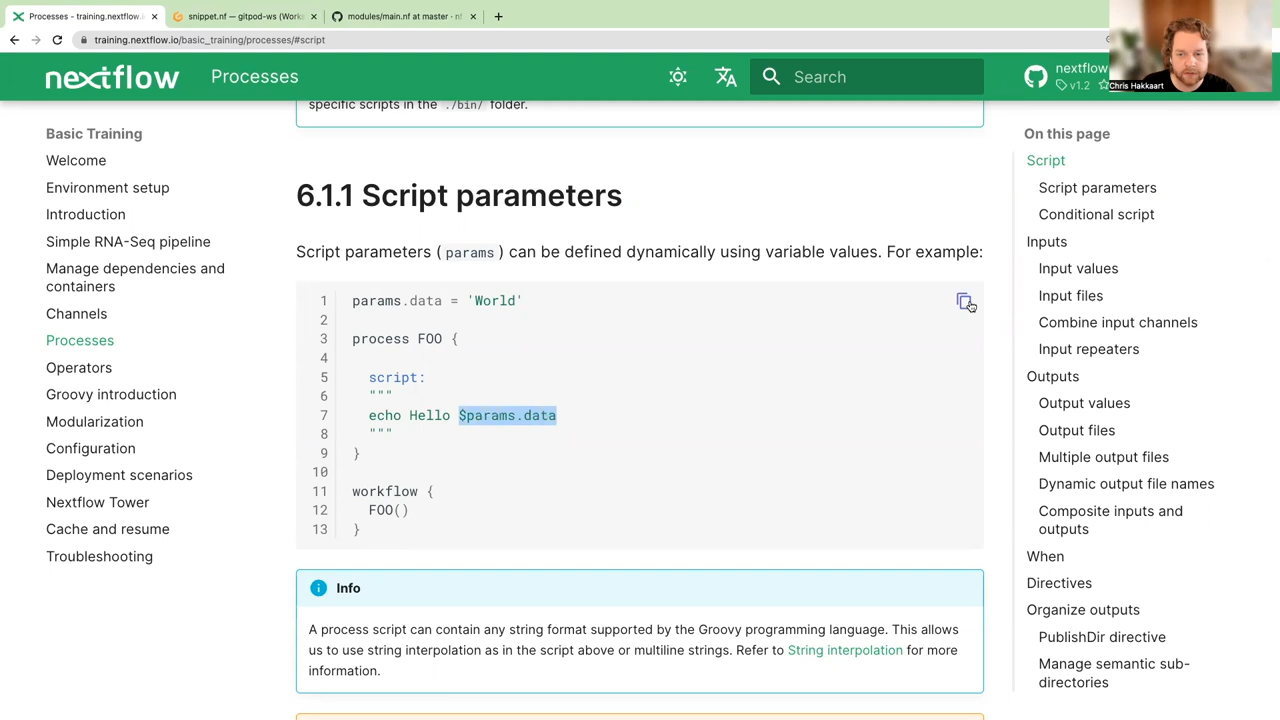 Processes - training.nextflow.i
snippet.nf — gitpod-ws (Works
modules/main.nf at master · nf
training.nextflow.io/basic_training/processes/#script
nextflow
Processes
Search
nextflow
v1.2
Chris Hakkaart
Basic Training
Welcome
Environment setup
Introduction
Simple RNA-Seq pipeline
Manage dependencies and
containers
Channels
Processes
Operators
Groovy introduction
Modularization
Configuration
Deployment scenarios
Nextflow Tower
Cache and resume
Troubleshooting
specific scripts in the ./bin/ folder.
6.1.1 Script parameters
Script parameters ( params ) can be defined dynamically using variable values. For example:
1 params.data = 'World'
2
3 process FOO {
4
5 script:
6 """
7 echo Hello $params.data
8 """
9 }
10
11 workflow {
12 FOO()
13 }
Info
A process script can contain any string format supported by the Groovy programming language. This allows
us to use string interpolation as in the script above or multiline strings. Refer to String interpolation for more
information.
On this page
Script
Script parameters
Conditional script
Inputs
Input values
Input files
Combine input channels
Input repeaters
Outputs
Output values
Output files
Multiple output files
Dynamic output file names
Composite inputs and
outputs
When
Directives
Organize outputs
PublishDir directive
Manage semantic sub-
directories